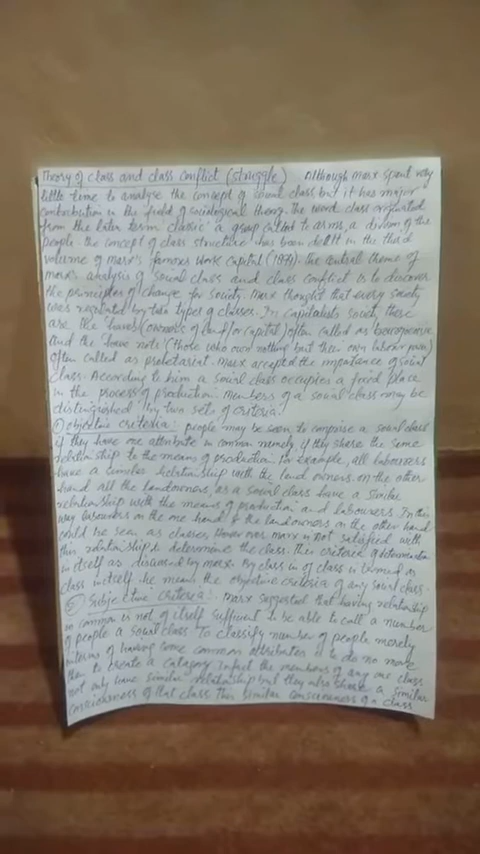 Theory of class and class conflict (struggle) Although marx spent very
little time to analyse the concept of social class but it has major
contribution in the field of sociological theory. the word class originated
from the later term classic' a group called to arms, a division of the
people. the concept of class structure has been dealt in the third
volume of marx's famous work capital (1974). the central theme of
marx's analysis of social class and class conflict is to discover
the principles of change for society. marx thought that every society
was regulated by two types of classes. In capitalist society these
are the haves (owners of land/or capital) often called as
and the have nots (those who own nothing but their own labour power)
often called as proletariat. marx accepted the importance of social
class. According to him a social class occupies a fixed place
in the process of production. Members of a social class may be
distinguished by two sets of criteria.
① objective criteria: people may be seen to comprise a social class
if they have one attribute in common namely if they share the same
relationship to the means of production. for example, all labourers
have a similar relationship with the land owners. on the other
hand all the landowners, as a social class have a similar
relationship with the means of production and labourers. In this
way labourers on the one hand & the landowners on the other hand
could be seen as classes, However marx is not satisfied with
this relationship to determine the class. This criteria of determination
in itself as discussed by marx. By class in of class is termed as
class in itself he means the objective criteria of any social class.
② Subjective criteria:- Marx suggested that having relationship
in common is not of itself sufficient to be able to call a number
of people a social class To classify number of people merely
interms of having some common attributes is to do no more
then to create a catagory infact the members of any one class
not only have similar relationship but they also share a similar
consiousness of that class this similar consciousness of a class